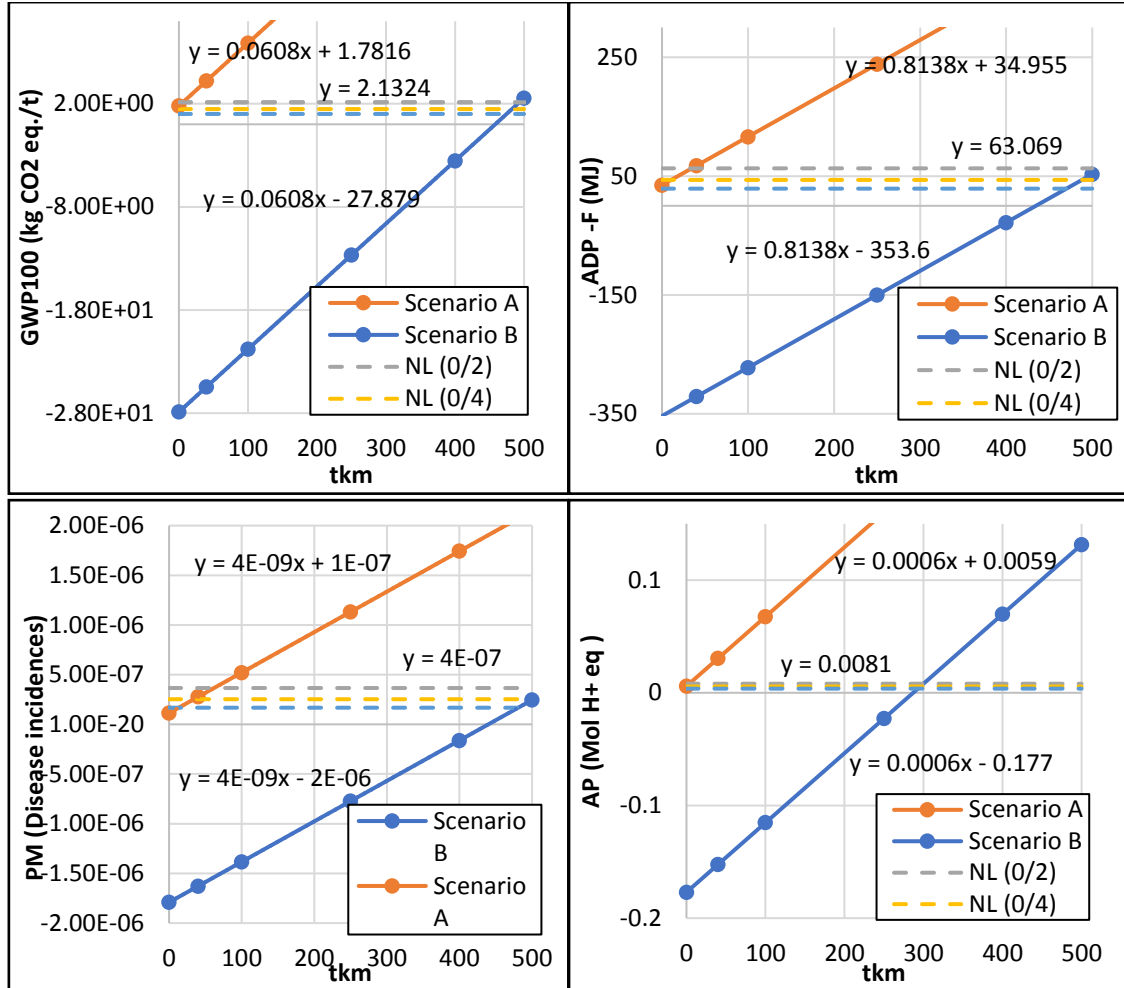 y = 0.0608x + 1.7816
y = 2.1324
y = 0.0608x - 27.879
2.00E+00
-8.00E+00
-1.80E+01
-2.80E+01
GWP100 (kg CO2 eq./t)
Scenario A
Scenario B
NL (0/2)
NL (0/4)
0 100 200 300 400 500
tkm
y = 0.8138x + 34.955
y = 63.069
y = 0.8138x - 353.6
250
50
-150
-350
ADP -F (MJ)
Scenario A
Scenario B
NL (0/2)
NL (0/4)
0 100 200 300 400 500
tkm
2.00E-06
1.50E-06
1.00E-06
5.00E-07
1.00E-20
-5.00E-07
-1.00E-06
-1.50E-06
-2.00E-06
PM (Disease incidences)
y = 4E-09x + 1E-07
y = 4E-07
y = 4E-09x - 2E-06
Scenario
B
Scenario
A
0 100 200 300 400 500
tkm
0.1
0
-0.1
-0.2
AP (Mol H+ eq )
y = 0.0006x + 0.0059
y = 0.0081
y = 0.0006x - 0.177
Scenario A
Scenario B
NL (0/2)
NL (0/4)
0 100 200 300 400 500
tkm